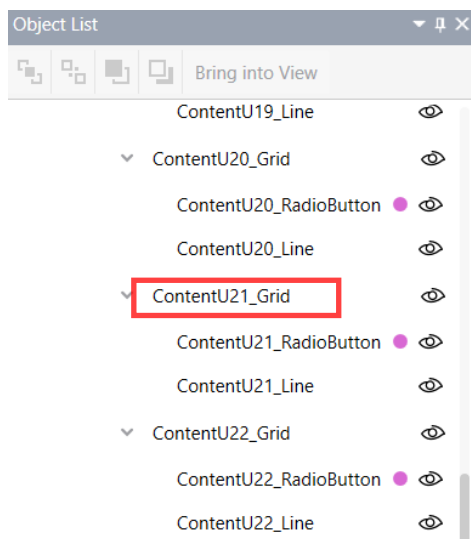 Object List
Bring into View
ContentU19_Line
ContentU20_Grid
ContentU20_RadioButton
ContentU20_Line
ContentU21_Grid
ContentU21_RadioButton
ContentU21_Line
ContentU22_Grid
ContentU22_RadioButton
ContentU22_Line